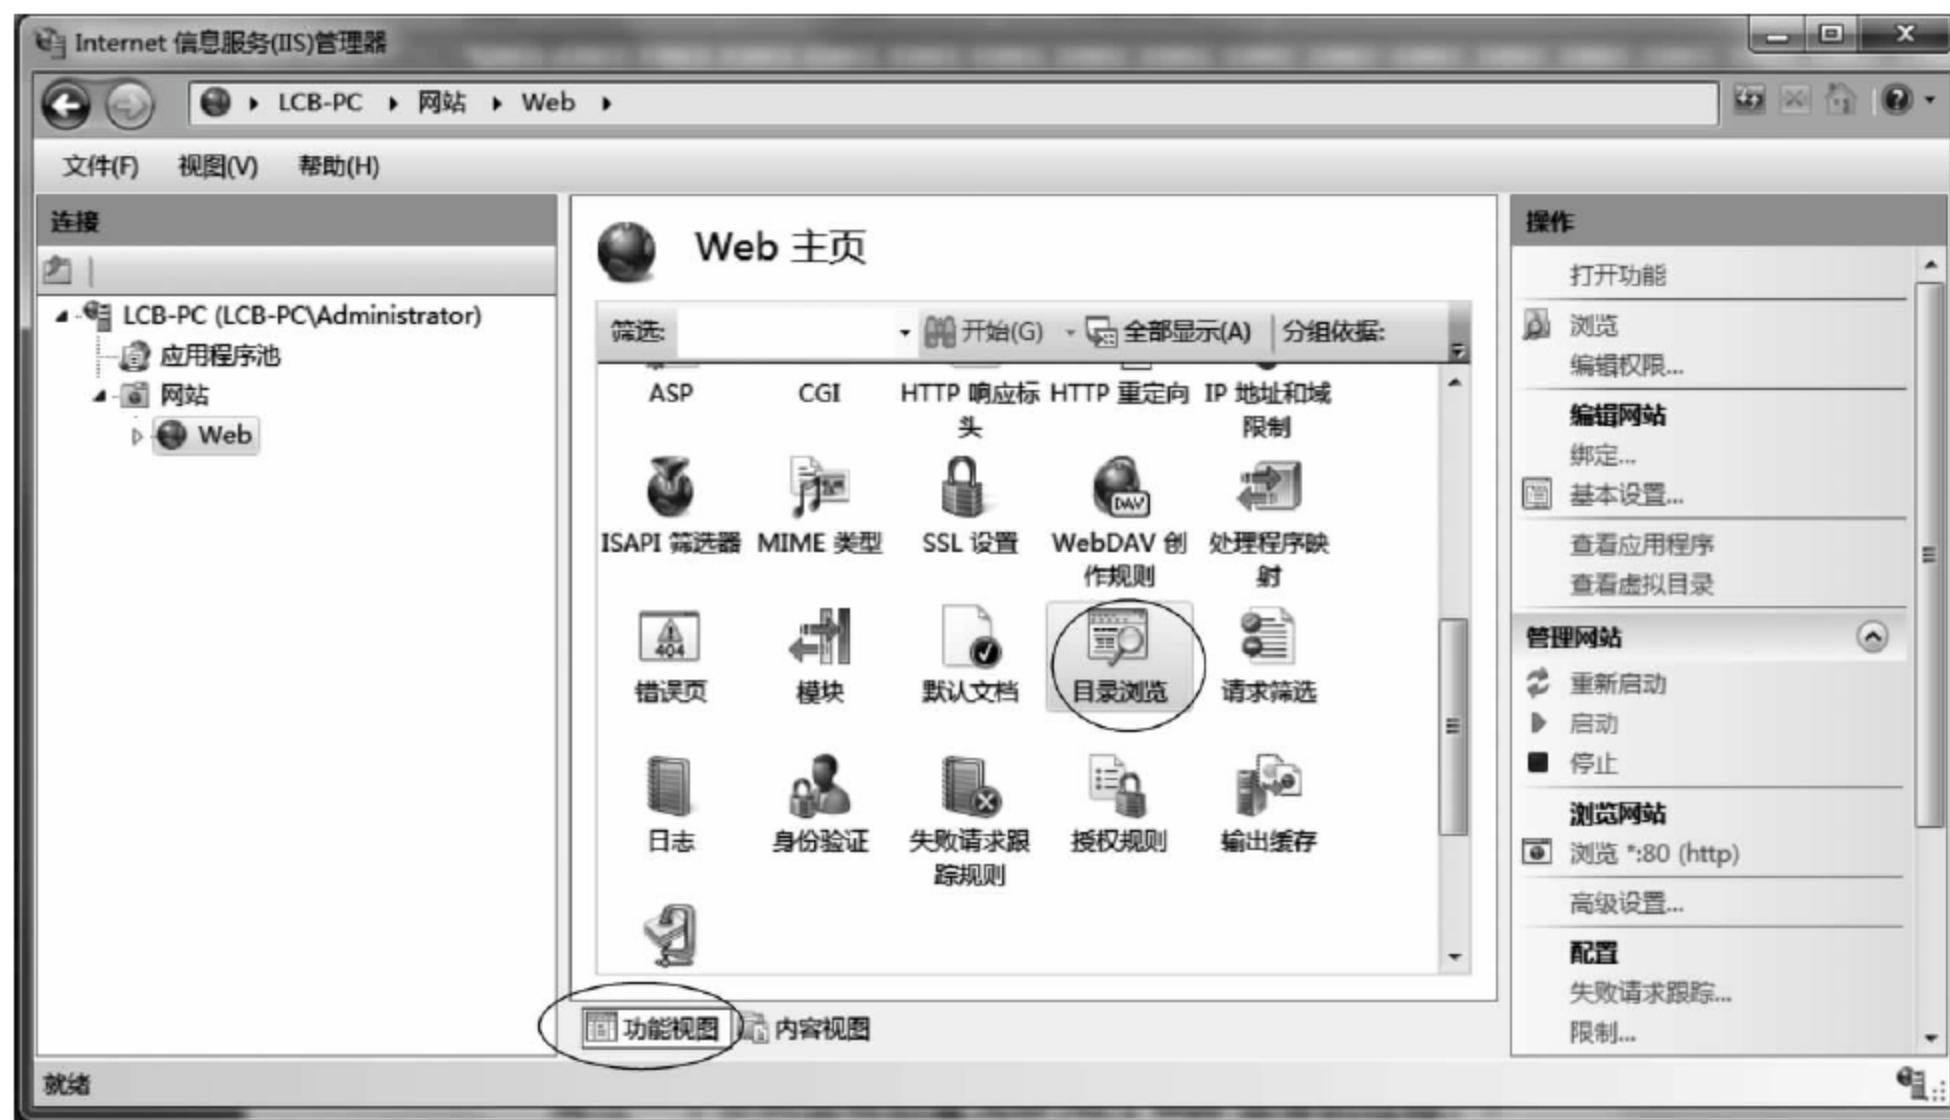 Internet 信息服务(IIS)管理器
LCB-PC 网站 Web
文件(F) 视图(V) 帮助(H)
连接
LCB-PC (LCB-PC\Administrator)
应用程序池
网站
Web
Web 主页
筛选: 开始(G) 全部显示(A) 分组依据:
ASP CGI HTTP 响应标 HTTP 重定向 IP 地址和域
头 限制
ISAPI 筛选器 MIME 类型 SSL 设置 WebDAV 创 处理程序映
作规则 射
DAV
404
错误页 模块 默认文档 目录浏览 请求筛选
日志 身份验证 失败请求跟 授权规则 输出缓存
踪规则
功能视图 内容视图
操作
打开功能
浏览
编辑权限...
编辑网站
绑定...
基本设置...
查看应用程序
查看虚拟目录
管理网站
重新启动
启动
停止
浏览网站
浏览 *:80 (http)
高级设置...
配置
失败请求跟踪...
限制...
就绪